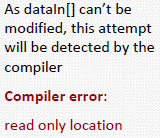 As dataIn[] can't be
modified, this attempt
will be detected by the
compiler
Compiler error:
read only location